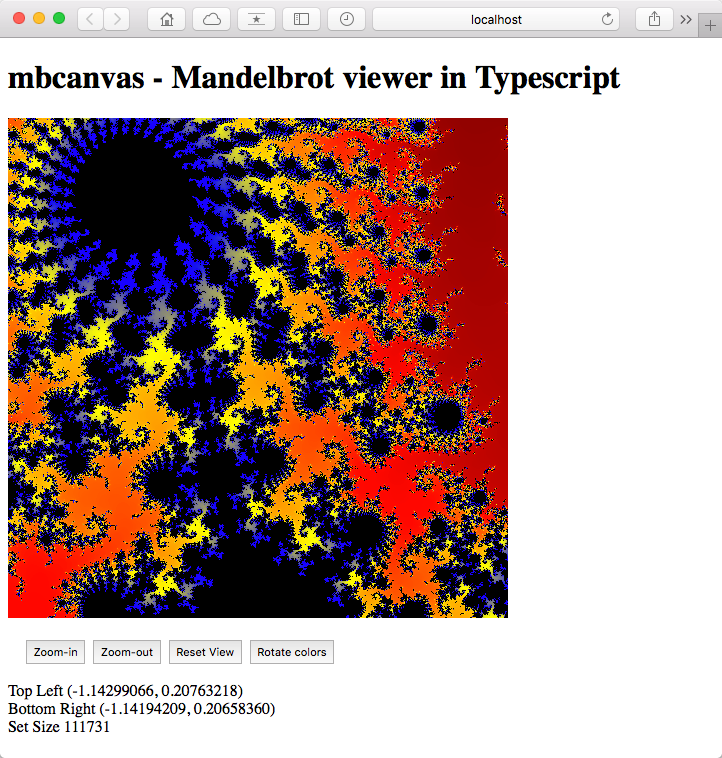 localhost
mbcanvas - Mandelbrot viewer in Typescript
Zoom-in Zoom-out Reset View Rotate colors
Top Left (-1.14299066, 0.20763218)
Bottom Right (-1.14194209, 0.20658360)
Set Size 111731